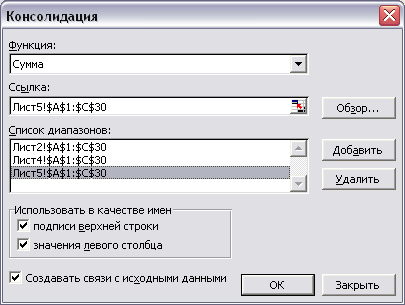 Консолидация
Функция:
Сумма
Ссылка:
Лист5!$A$1:$C$30
Обзор...
Список диапазонов:
Лист2!$A$1:$C$30
Лист4!$A$1:$C$30
Лист5!$A$1:$C$30
Добавить
Удалить
Использовать в качестве имен
подписи верхней строки
значения левого столбца
Создавать связи с исходными данными
OK
Закрыть